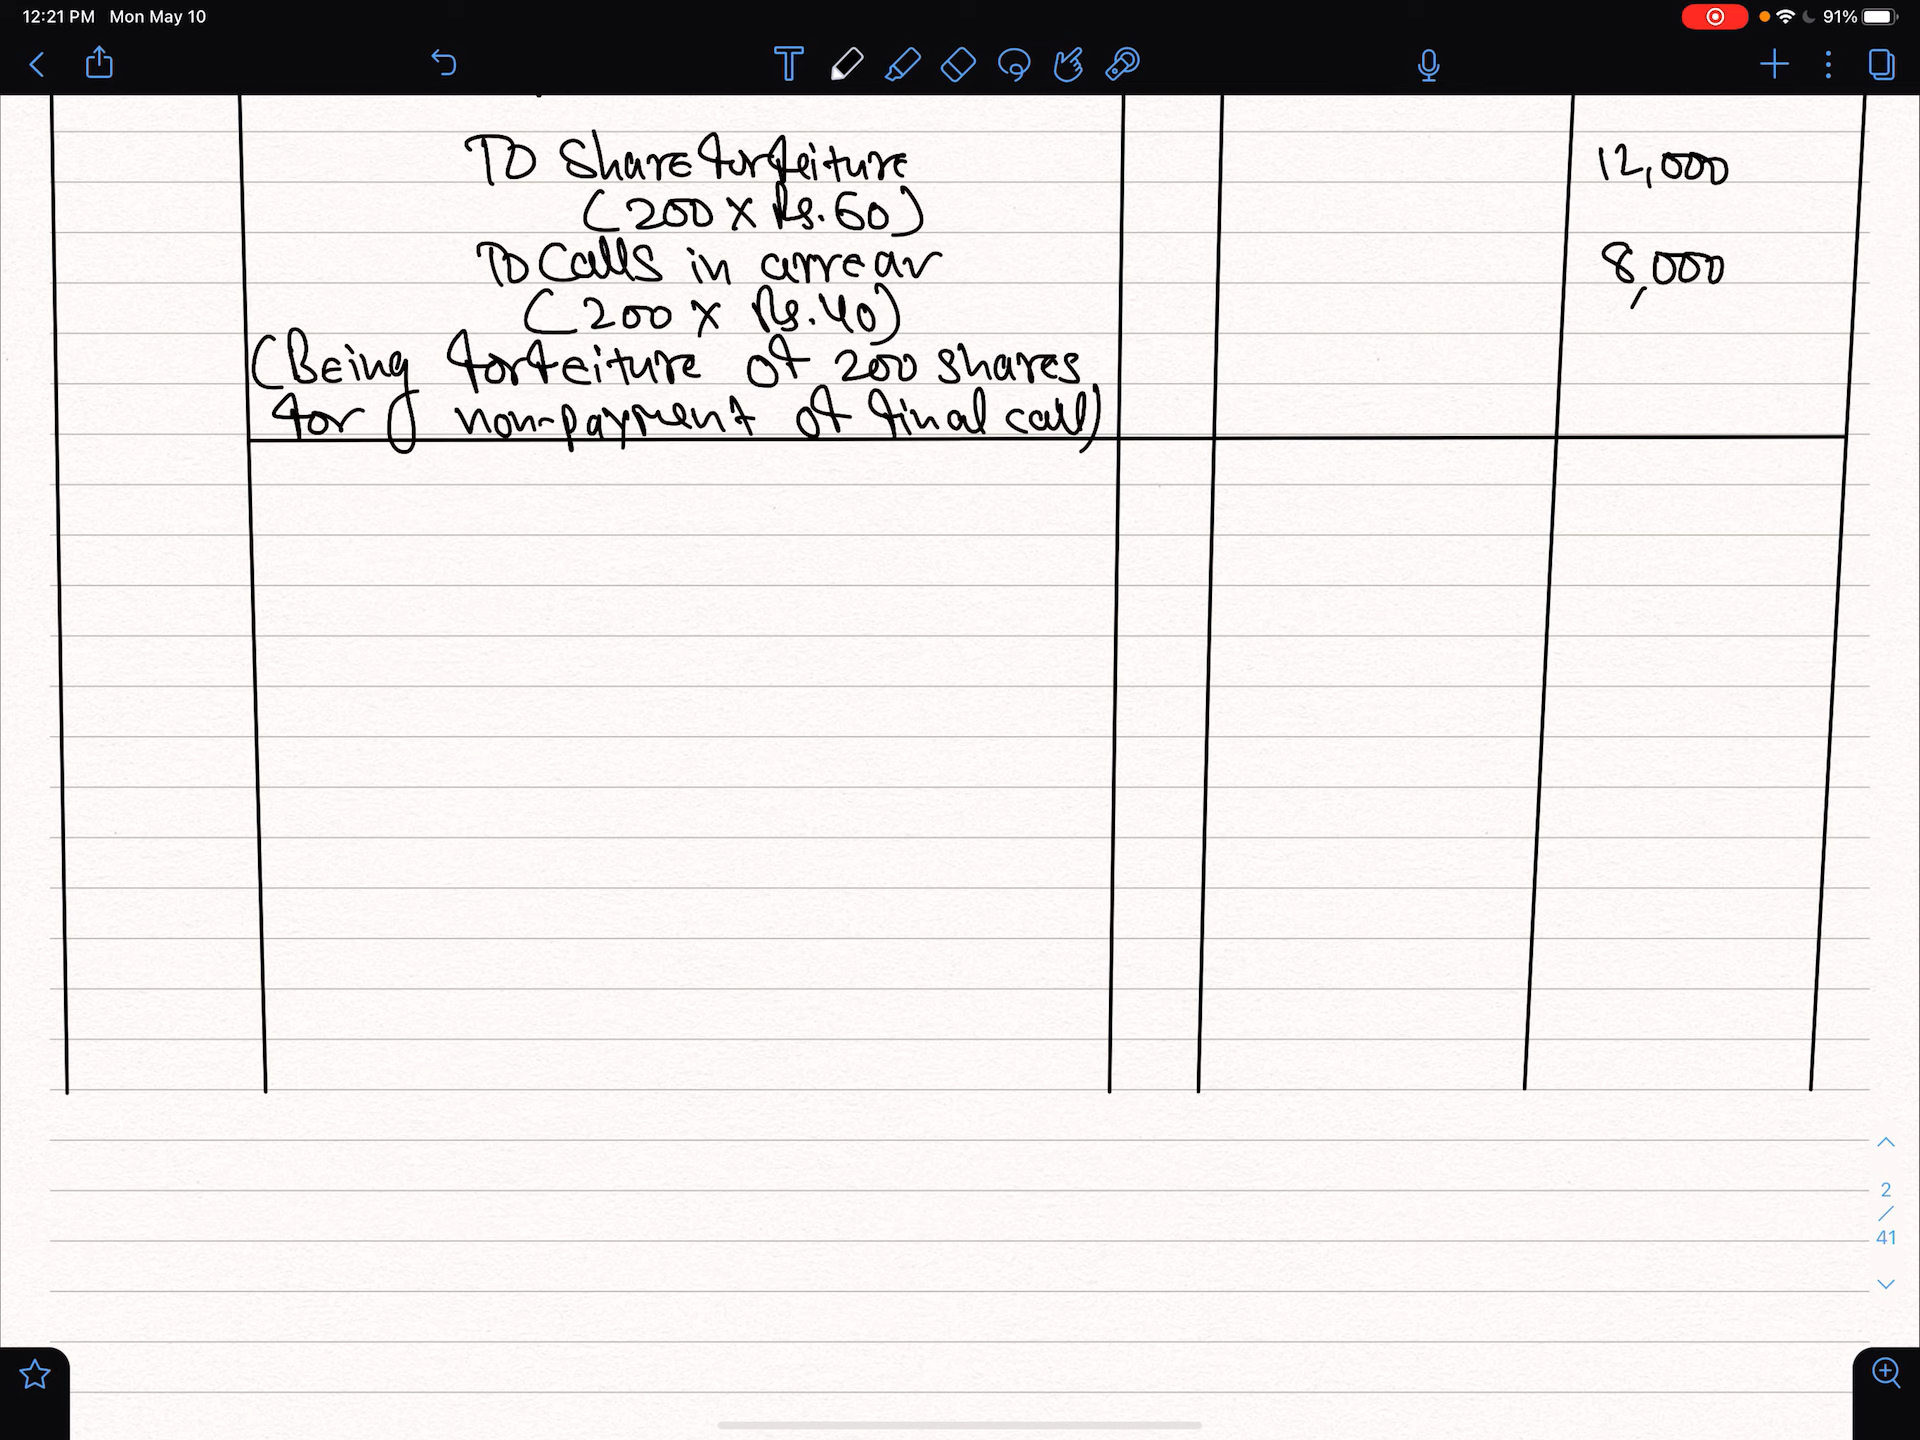 12:21 PM Mon May 10
91%
To Share forfeiture 12,000
(200 x Rs. 60)
To Calls in arrear 8,000
(200 x Rs. 40)
(Being forfeiture of 200 shares
for non-payment of final call)
2
/
41